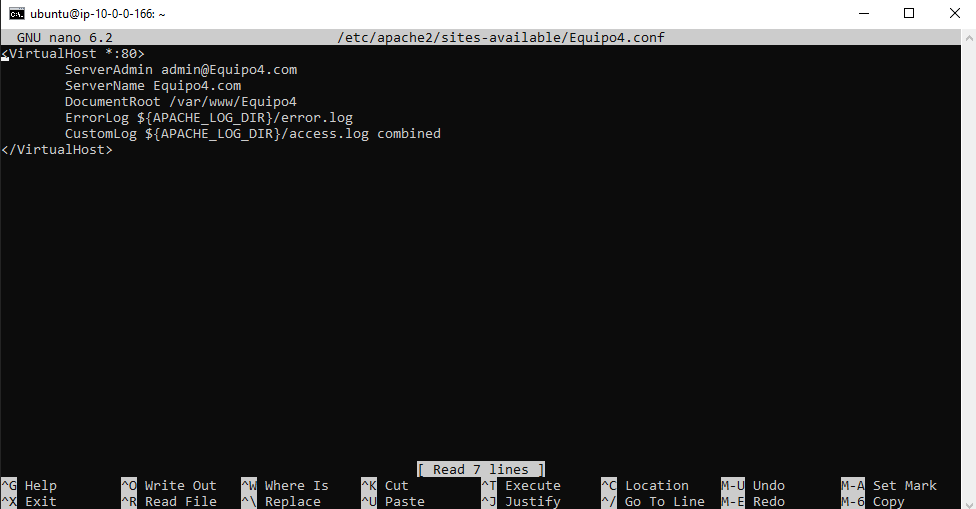 ubuntu@ip-10-0-0-166: ~
GNU nano 6.2 /etc/apache2/sites-available/Equipo4.conf
<VirtualHost *:80>
        ServerAdmin admin@Equipo4.com
        ServerName Equipo4.com
        DocumentRoot /var/www/Equipo4
        ErrorLog ${APACHE_LOG_DIR}/error.log
        CustomLog ${APACHE_LOG_DIR}/access.log combined
</VirtualHost>
[ Read 7 lines ]
^G Help ^O Write Out ^W Where Is ^K Cut ^T Execute ^C Location M-U Undo M-A Set Mark
^X Exit ^R Read File ^\ Replace ^U Paste ^J Justify ^/ Go To Line M-E Redo M-6 Copy